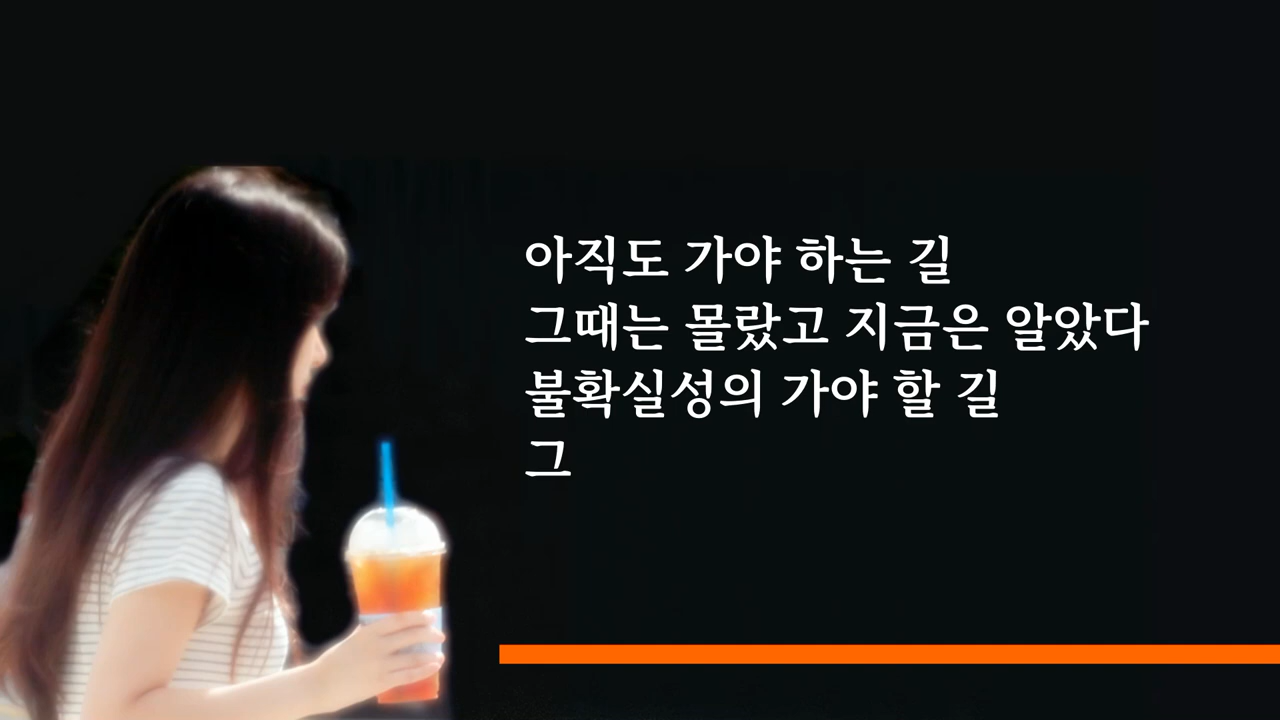 아직도 가야 하는 길
그때는 몰랐고 지금은 알았다
불확실성의 가야 할 길
그